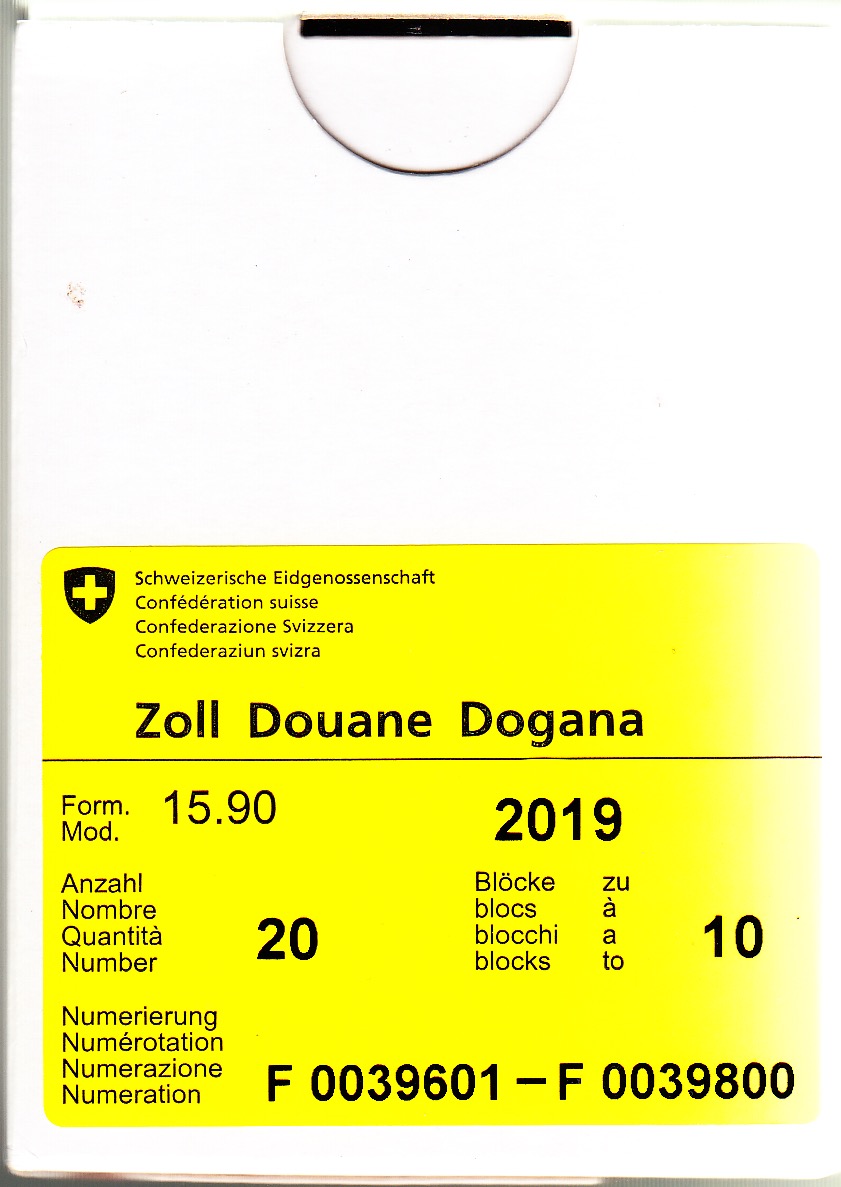 Schweizerische Eidgenossenschaft
Confédération suisse
Confederazione Svizzera
Confederaziun svizra
Zoll Douane Dogana
Form. 15.90
Mod.
2019
Anzahl
Nombre
Quantità
Number
20
Blöcke zu
blocs à
blocchi a
blocks to
10
Numerierung
Numérotation
Numerazione
Numeration
F 0039601 – F 0039800